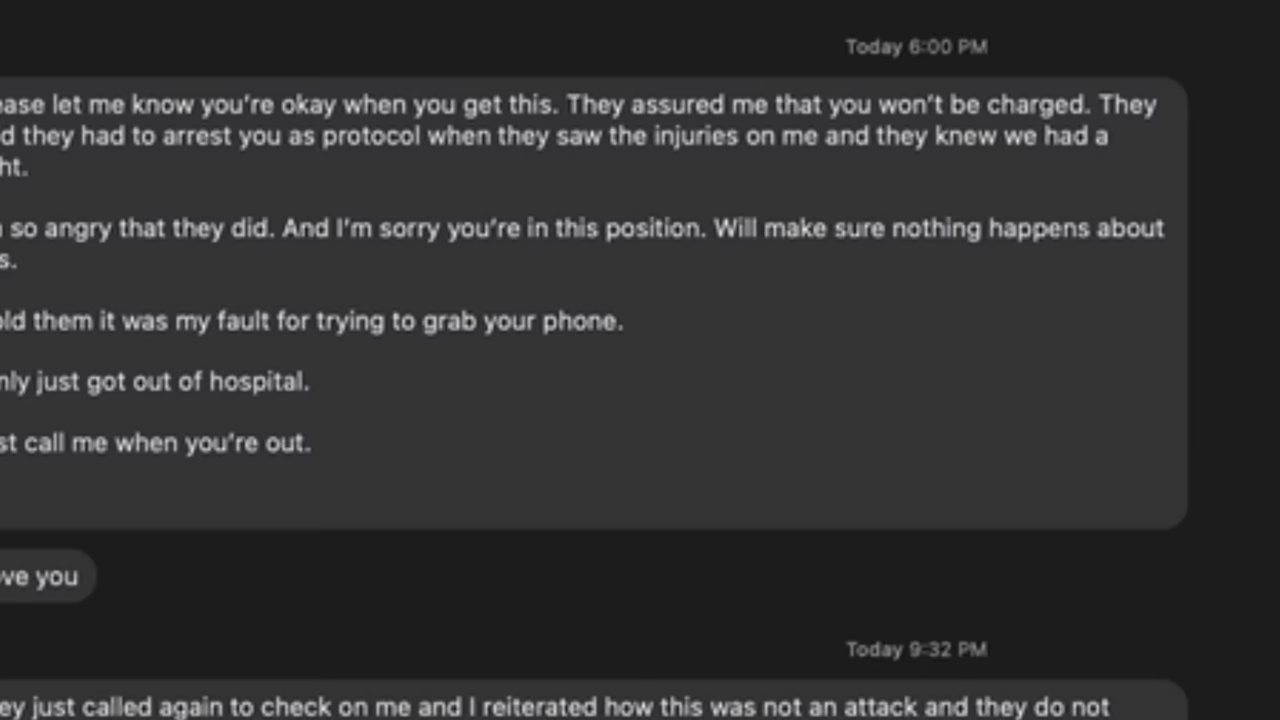 Today 6:00 PM
ease let me know you're okay when you get this. They assured me that you won't be charged. They
d they had to arrest you as protocol when they saw the injuries on me and they knew we had a
ht.
so angry that they did. And I'm sorry you're in this position. Will make sure nothing happens about
s.
old them it was my fault for trying to grab your phone.
nly just got out of hospital.
st call me when you're out.
ove you
Today 9:32 PM
ey just called again to check on me and I reiterated how this was not an attack and they do not